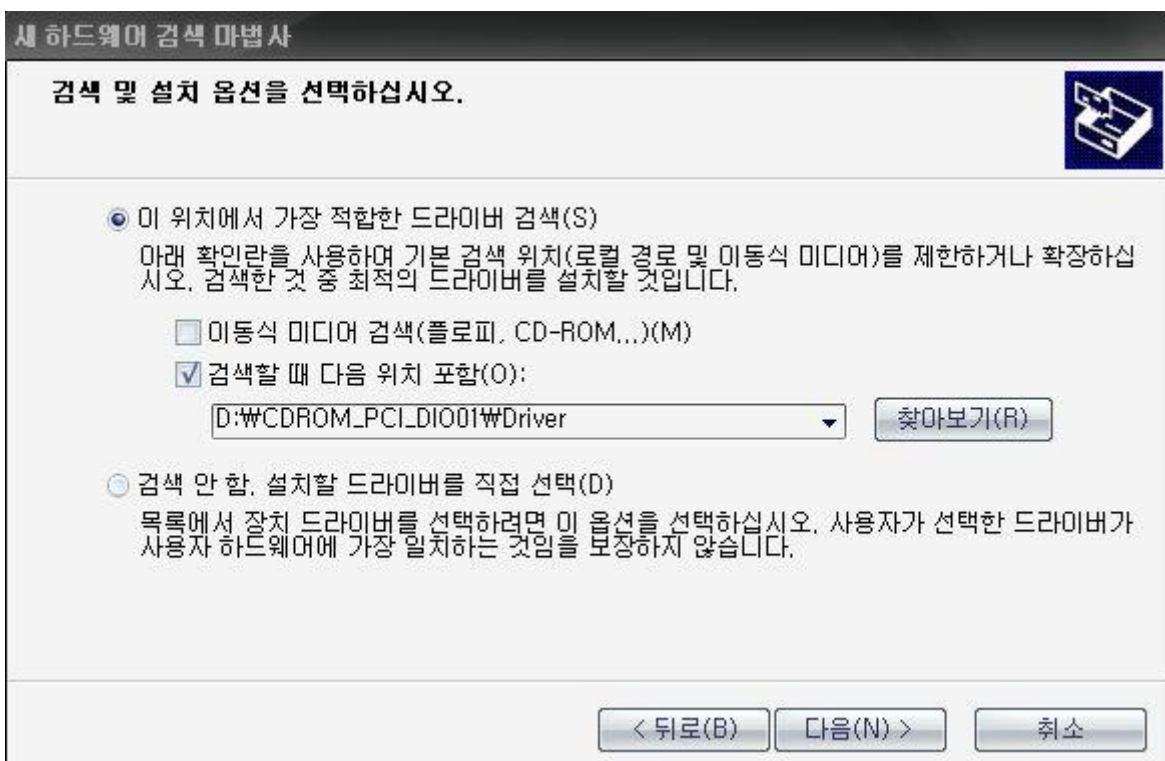 새 하드웨어 검색 마법사
검색 및 설치 옵션을 선택하십시오.
이 위치에서 가장 적합한 드라이버 검색(S)
아래 확인란을 사용하여 기본 검색 위치(로컬 경로 및 이동식 미디어)를 제한하거나 확장하십
시오. 검색한 것 중 최적의 드라이버를 설치할 것입니다.
이동식 미디어 검색(플로피, CD-ROM...)(M)
검색할 때 다음 위치 포함(O):
D:₩CDROM_PCI_DIO01₩Driver
찾아보기(R)
검색 안 함. 설치할 드라이버를 직접 선택(D)
목록에서 장치 드라이버를 선택하려면 이 옵션을 선택하십시오. 사용자가 선택한 드라이버가
사용자 하드웨어에 가장 일치하는 것임을 보장하지 않습니다.
< 뒤로(B) 다음(N) > 취소